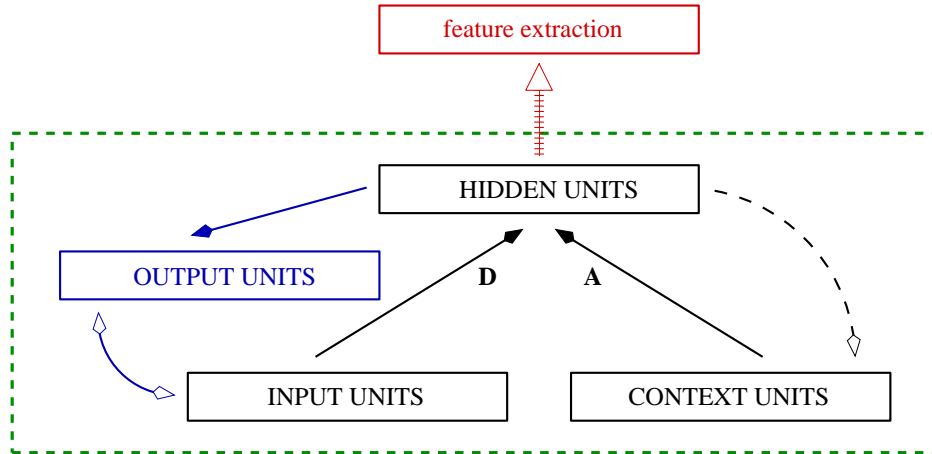 feature extraction
HIDDEN UNITS
OUTPUT UNITS
D
A
INPUT UNITS
CONTEXT UNITS